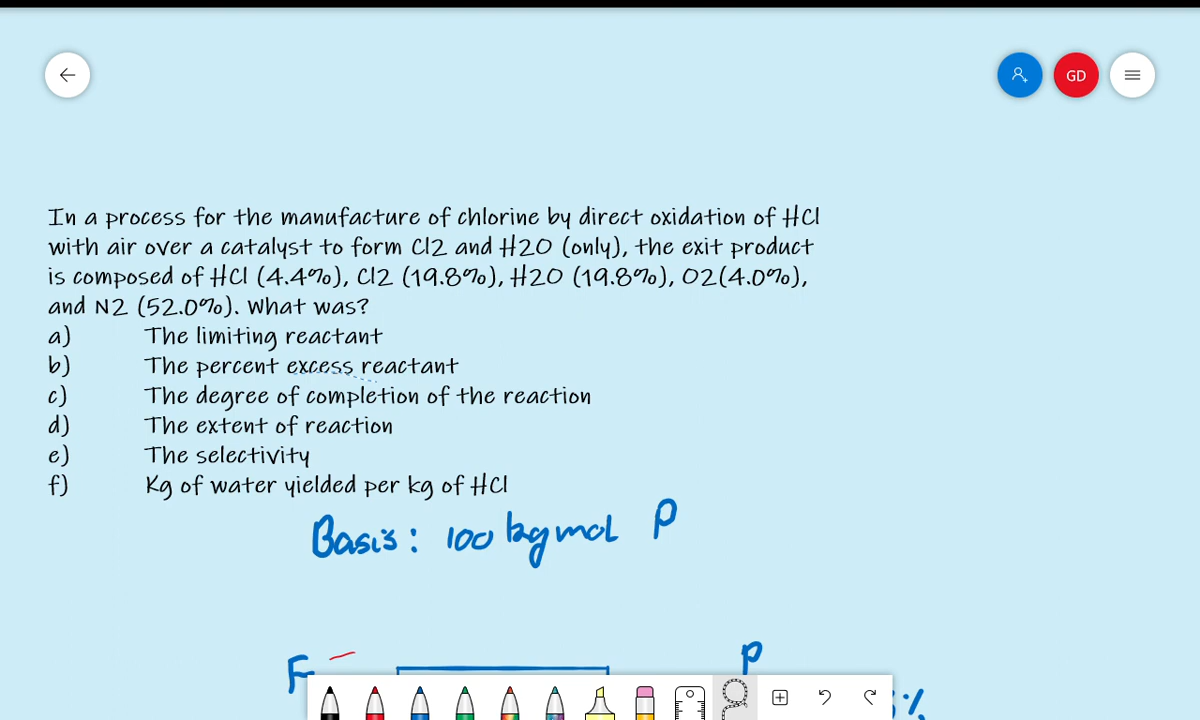 GD
In a process for the manufacture of chlorine by direct oxidation of HCl
with air over a catalyst to form Cl2 and H2O (only), the exit product
is composed of HCl (4.4%), Cl2 (19.8%), H2O (19.8%), O2(4.0%),
and N2 (52.0%). What was?
a) The limiting reactant
b) The percent excess reactant
c) The degree of completion of the reaction
d) The extent of reaction
e) The selectivity
f) Kg of water yielded per kg of HCl
Basis: 100 kg mol P
F P
%